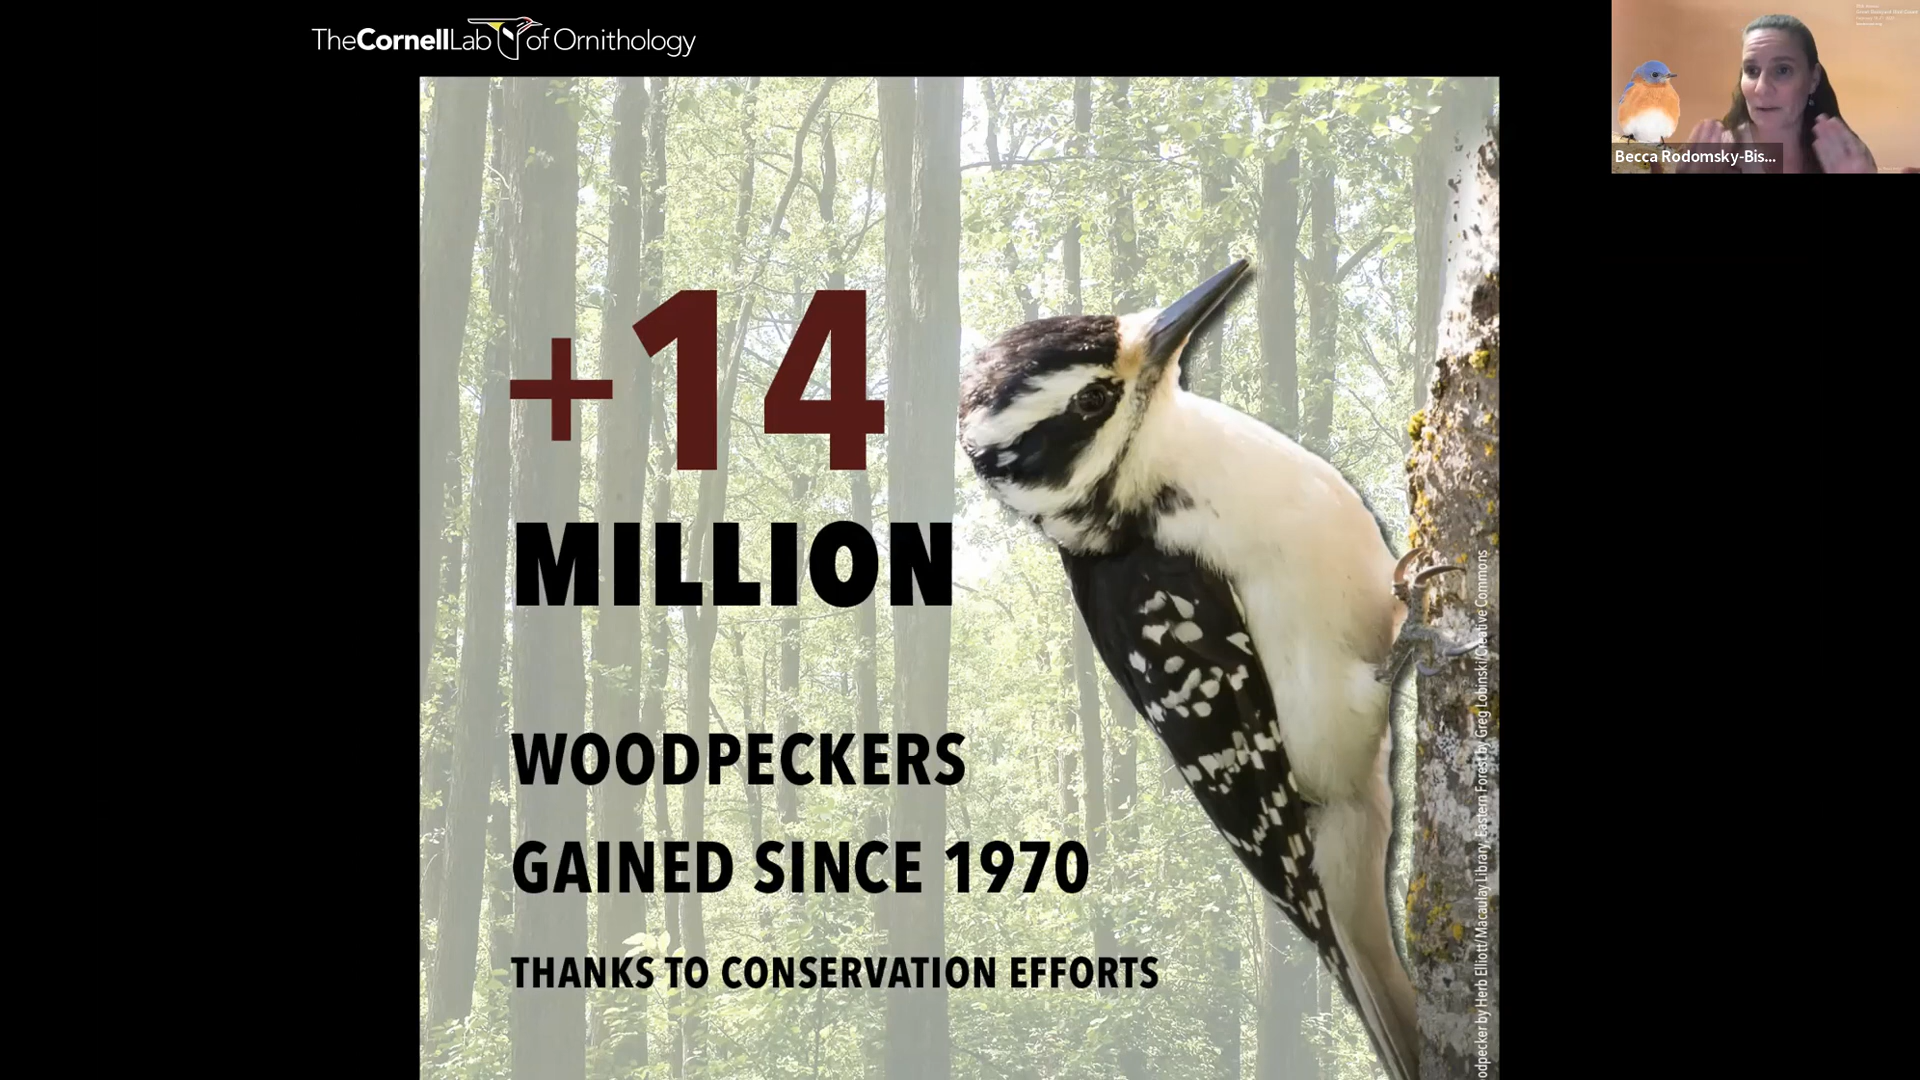 TheCornellLab of Ornithology
Becca Rodomsky-Bis...
+14
MILLION
WOODPECKERS
GAINED SINCE 1970
THANKS TO CONSERVATION EFFORTS
by Herb Elliott/Macaulay Library, Eastern Forest by Greg Lobinski/Creative Commons